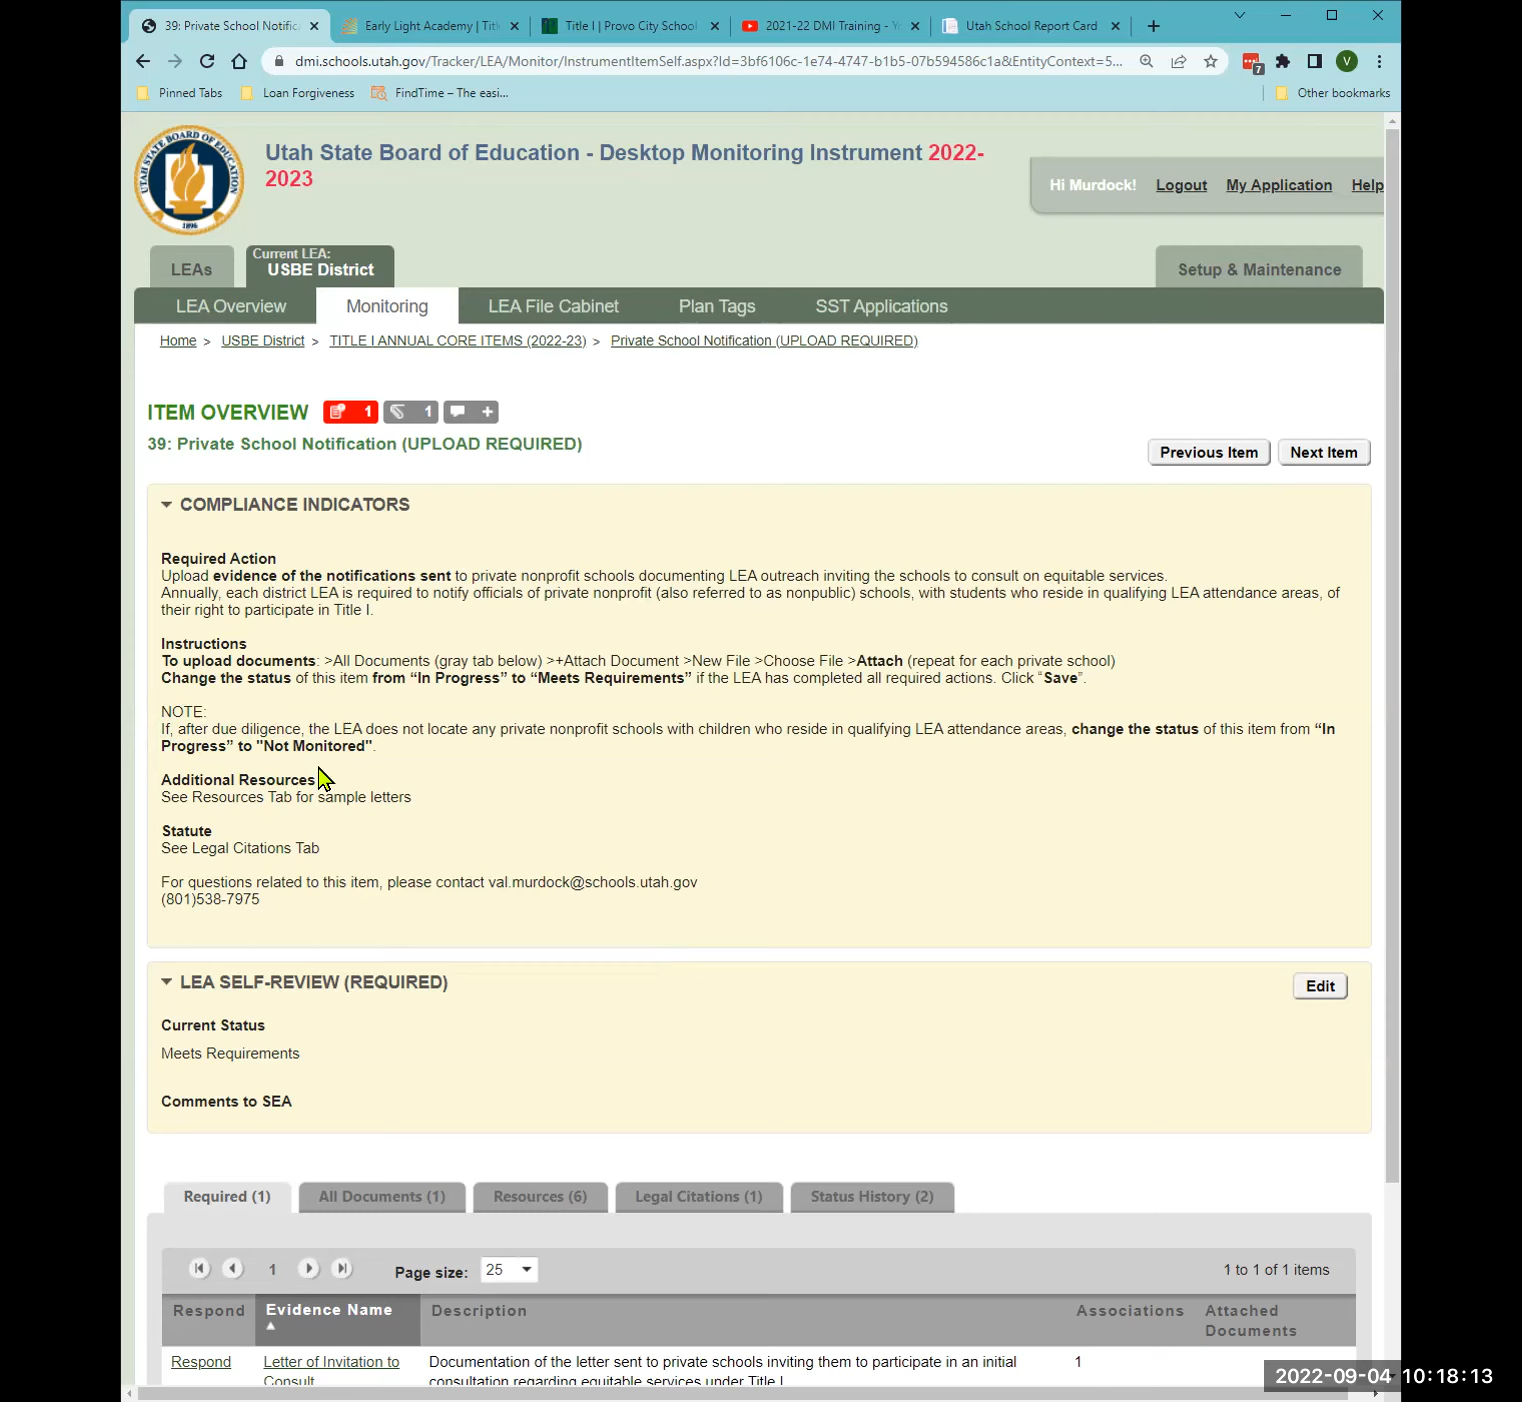 39: Private School Notific
Early Light Academy | Titl
Title I | Provo City School
2021-22 DMI Training - Y
Utah School Report Card
dmi.schools.utah.gov/Tracker/LEA/Monitor/InstrumentItemSelf.aspx?Id=3bf6106c-1e74-4747-b1b5-07b594586c1a&EntityContext=5...
7
V
Pinned Tabs
Loan Forgiveness
FindTime – The easi...
Other bookmarks
UTAH STATE BOARD OF EDUCATION
1896
Utah State Board of Education - Desktop Monitoring Instrument 2022-
2023
Hi Murdock! Logout My Application Help
LEAs
Current LEA:
USBE District
Setup & Maintenance
LEA Overview Monitoring LEA File Cabinet Plan Tags SST Applications
Home > USBE District > TITLE I ANNUAL CORE ITEMS (2022-23) > Private School Notification (UPLOAD REQUIRED)
ITEM OVERVIEW 1 1 +
39: Private School Notification (UPLOAD REQUIRED)
Previous Item Next Item
COMPLIANCE INDICATORS
Required Action
Upload evidence of the notifications sent to private nonprofit schools documenting LEA outreach inviting the schools to consult on equitable services.
Annually, each district LEA is required to notify officials of private nonprofit (also referred to as nonpublic) schools, with students who reside in qualifying LEA attendance areas, of
their right to participate in Title I.
Instructions
To upload documents: >All Documents (gray tab below) >+Attach Document >New File >Choose File >Attach (repeat for each private school)
Change the status of this item from “In Progress” to “Meets Requirements” if the LEA has completed all required actions. Click “Save”.
NOTE:
If, after due diligence, the LEA does not locate any private nonprofit schools with children who reside in qualifying LEA attendance areas, change the status of this item from “In
Progress” to "Not Monitored".
Additional Resources
See Resources Tab for sample letters
Statute
See Legal Citations Tab
For questions related to this item, please contact val.murdock@schools.utah.gov
(801)538-7975
LEA SELF-REVIEW (REQUIRED)
Edit
Current Status
Meets Requirements
Comments to SEA
Required (1) All Documents (1) Resources (6) Legal Citations (1) Status History (2)
1 Page size: 25 1 to 1 of 1 items
Respond Evidence Name Description Associations Attached
Documents
Respond Letter of Invitation to Documentation of the letter sent to private schools inviting them to participate in an initial 1
Consult consultation regarding equitable services under Title I
2022-09-04 10:18:13